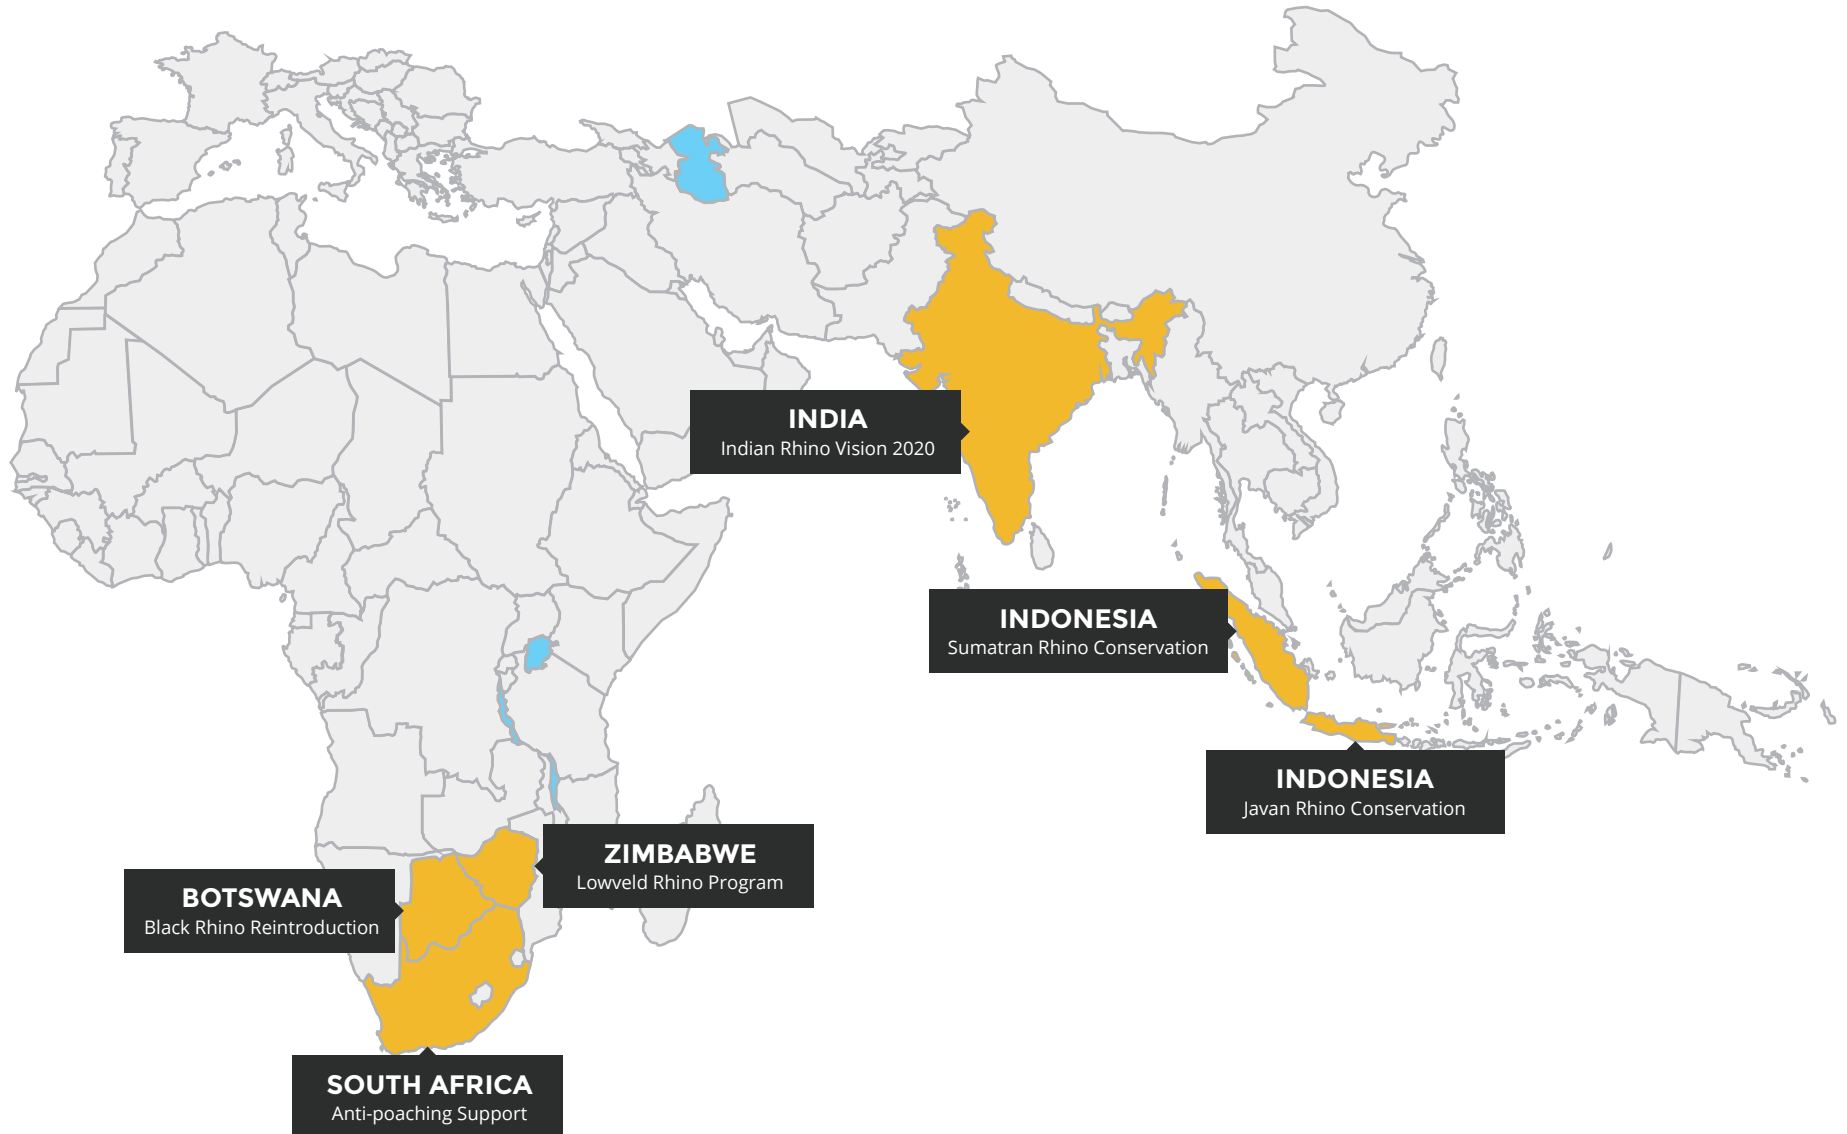 INDIA
Indian Rhino Vision 2020
INDONESIA
Sumatran Rhino Conservation
INDONESIA
Javan Rhino Conservation
ZIMBABWE
Lowveld Rhino Program
BOTSWANA
Black Rhino Reintroduction
SOUTH AFRICA
Anti-poaching Support